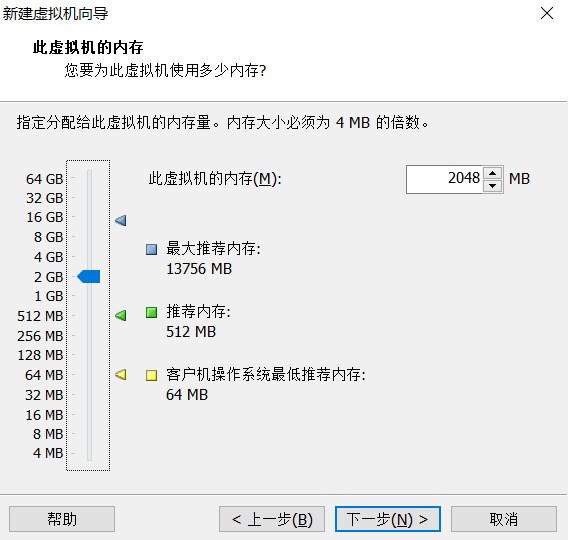 新建虚拟机向导
此虚拟机的内存
您要为此虚拟机使用多少内存?
指定分配给此虚拟机的内存量。内存大小必须为 4 MB 的倍数。
64 GB
32 GB
16 GB
8 GB
4 GB
2 GB
1 GB
512 MB
256 MB
128 MB
64 MB
32 MB
16 MB
8 MB
4 MB
此虚拟机的内存(M):
2048 MB
最大推荐内存:
13756 MB
推荐内存:
512 MB
客户机操作系统最低推荐内存:
64 MB
帮助
< 上一步(B)
下一步(N) >
取消